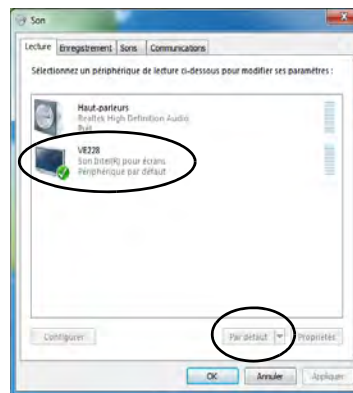 Son
Lecture Enregistrement Sons Communications
Sélectionnez un périphérique de lecture ci-dessous pour modifier ses paramètres :
Haut-parleurs
Realtek High Definition Audio
Prêt
VE228
Son Intel(R) pour écrans
Périphérique par défaut
Configurer Par défaut Propriétés
OK Annuler Appliquer